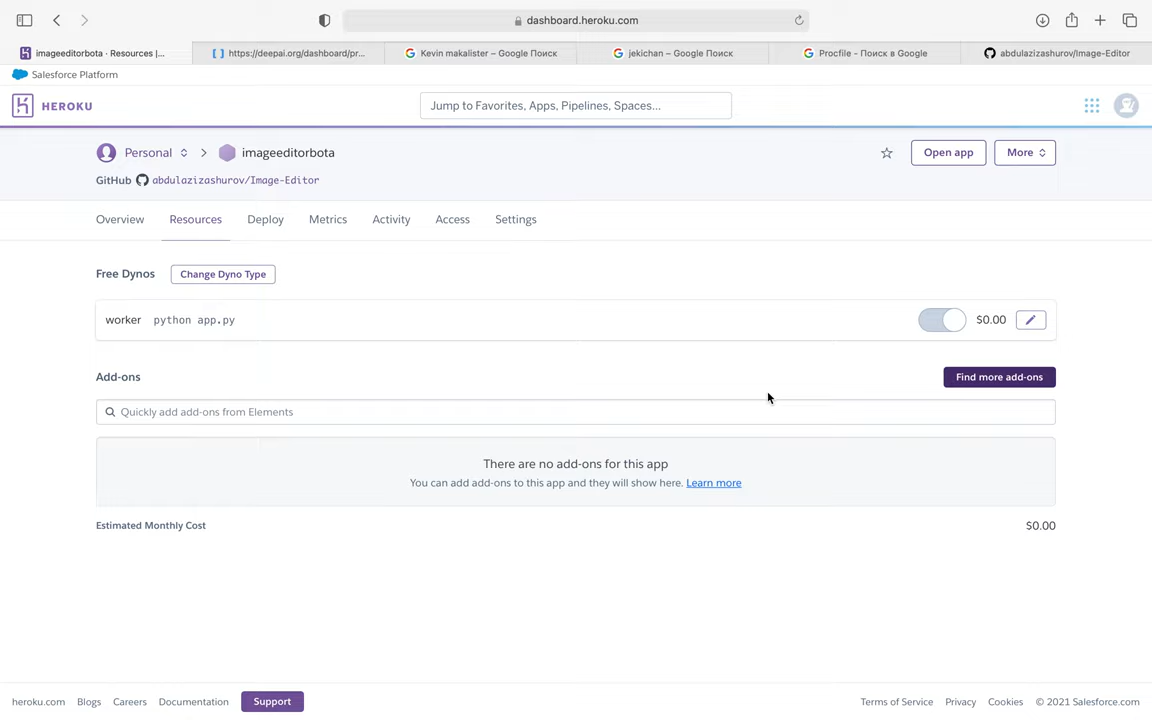 dashboard.heroku.com
imageeditorbota · Resources |...
https://deepai.org/dashboard/pr...
Kevin makalister – Google Поиск
jekichan – Google Поиск
Procfile - Поиск в Google
abdulazizashurov/Image-Editor
Salesforce Platform
HEROKU
Jump to Favorites, Apps, Pipelines, Spaces...
Personal
imageeditorbota
Open app
More
GitHub abdulazizashurov/Image-Editor
Overview
Resources
Deploy
Metrics
Activity
Access
Settings
Free Dynos
Change Dyno Type
worker python app.py
$0.00
Add-ons
Find more add-ons
Quickly add add-ons from Elements
There are no add-ons for this app
You can add add-ons to this app and they will show here. Learn more
Estimated Monthly Cost
$0.00
heroku.com
Blogs
Careers
Documentation
Support
Terms of Service
Privacy
Cookies
© 2021 Salesforce.com